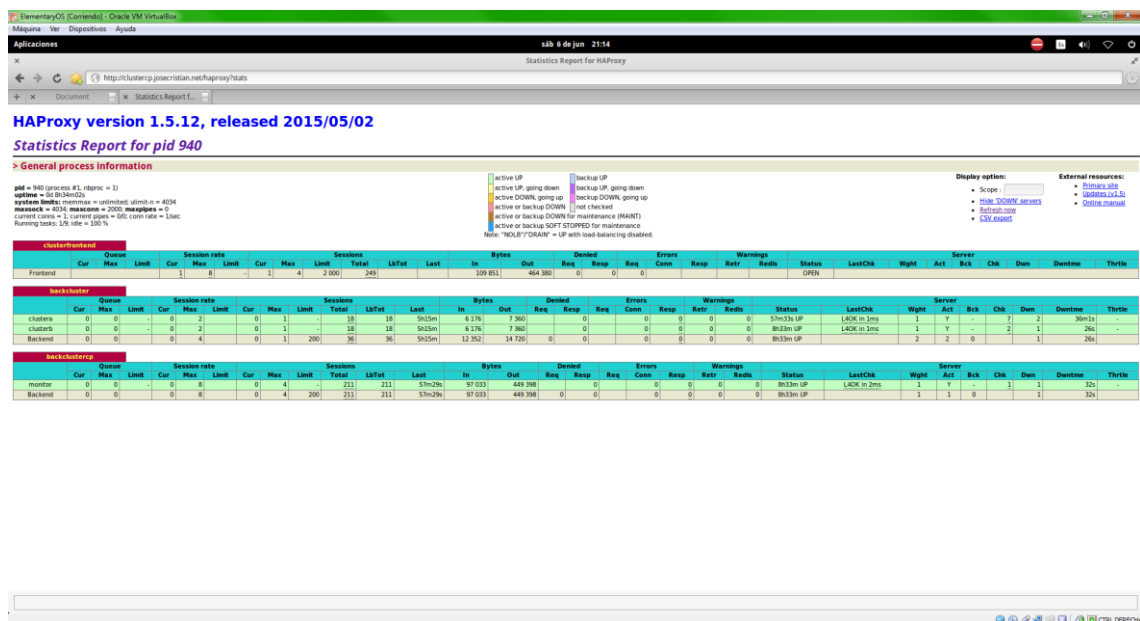 ElementaryOS [Corriendo] - Oracle VM VirtualBox
Máquina Ver Dispositivos Ayuda
Aplicaciones sáb 6 de jun 21:14 Es
Statistics Report for HAProxy
http://clustercp.josecristian.net/haproxy?stats
Document Statistics Report f...
HAProxy version 1.5.12, released 2015/05/02
Statistics Report for pid 940
> General process information
pid = 940 (process #1, nbproc = 1)
uptime = 0d 8h34m02s
system limits: memmax = unlimited; ulimit-n = 4034
maxsock = 4034; maxconn = 2000; maxpipes = 0
current conns = 1; current pipes = 0/0; conn rate = 1/sec
Running tasks: 1/9; idle = 100 %
active UP backup UP
active UP, going down backup UP, going down
active DOWN, going up backup DOWN, going up
active or backup DOWN not checked
active or backup DOWN for maintenance (MAINT)
active or backup SOFT STOPPED for maintenance
Note: "NOLB"/"DRAIN" = UP with load-balancing disabled.
Display option:
Scope :
Hide 'DOWN' servers
Refresh now
CSV export
External resources:
Primary site
Updates (v1.5)
Online manual
clusterfrontend
Queue Session rate Sessions Bytes Denied Errors Warnings Server
Cur Max Limit Cur Max Limit Cur Max Limit Total LbTot Last In Out Req Resp Req Conn Resp Retr Redis Status LastChk Wght Act Bck Chk Dwn Dwntme Thrtle
Frontend 1 8 - 1 4 2 000 249 109 851 464 380 0 0 0 OPEN
backcluster
Queue Session rate Sessions Bytes Denied Errors Warnings Server
Cur Max Limit Cur Max Limit Cur Max Limit Total LbTot Last In Out Req Resp Req Conn Resp Retr Redis Status LastChk Wght Act Bck Chk Dwn Dwntme Thrtle
clustera 0 0 - 0 2 0 1 - 18 18 5h15m 6 176 7 360 0 0 0 0 0 57m33s UP L4OK in 1ms 1 Y - 7 2 36m1s -
clusterb 0 0 - 0 2 0 1 - 18 18 5h15m 6 176 7 360 0 0 0 0 0 8h33m UP L4OK in 1ms 1 Y - 2 1 26s -
Backend 0 0 0 4 0 1 200 36 36 5h15m 12 352 14 720 0 0 0 0 0 0 8h33m UP 2 2 0 1 26s
backclustercp
Queue Session rate Sessions Bytes Denied Errors Warnings Server
Cur Max Limit Cur Max Limit Cur Max Limit Total LbTot Last In Out Req Resp Req Conn Resp Retr Redis Status LastChk Wght Act Bck Chk Dwn Dwntme Thrtle
monitor 0 0 - 0 8 0 4 - 211 211 57m29s 97 033 449 398 0 0 0 0 0 8h33m UP L4OK in 2ms 1 Y - 1 1 32s -
Backend 0 0 0 8 0 4 200 211 211 57m29s 97 033 449 398 0 0 0 0 0 0 8h33m UP 1 1 0 1 32s
CTRL DERECHA